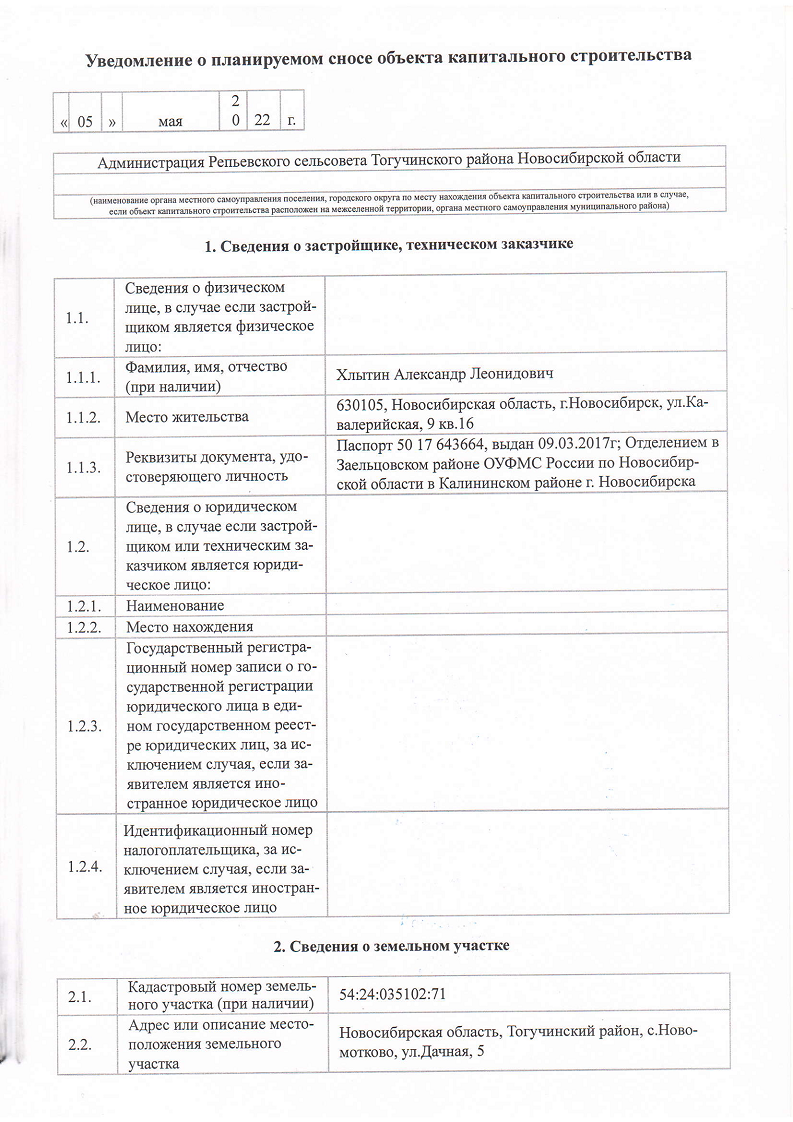 Уведомление о планируемом сносе объекта капитального строительства
« 05 » мая 20 22 г.
Администрация Репьевского сельсовета Тогучинского района Новосибирской области
(наименование органа местного самоуправления поселения, городского округа по месту нахождения объекта капитального строительства или в случае,
если объект капитального строительства расположен на межселенной территории, органа местного самоуправления муниципального района)
1. Сведения о застройщике, техническом заказчике
1.1.
Сведения о физическом
лице, в случае если застрой-
щиком является физическое
лицо:
1.1.1.
Фамилия, имя, отчество
(при наличии)
Хлытин Александр Леонидович
1.1.2.
Место жительства
630105, Новосибирская область, г.Новосибирск, ул.Ка-
валерийская, 9 кв.16
1.1.3.
Реквизиты документа, удо-
стоверяющего личность
Паспорт 50 17 643664, выдан 09.03.2017г; Отделением в
Заельцовском районе ОУФМС России по Новосибир-
ской области в Калининском районе г. Новосибирска
1.2.
Сведения о юридическом
лице, в случае если застрой-
щиком или техническим за-
казчиком является юриди-
ческое лицо:
1.2.1.
Наименование
1.2.2.
Место нахождения
1.2.3.
Государственный регистра-
ционный номер записи о го-
сударственной регистрации
юридического лица в еди-
ном государственном реест-
ре юридических лиц, за ис-
ключением случая, если за-
явителем является ино-
странное юридическое лицо
1.2.4.
Идентификационный номер
налогоплательщика, за ис-
ключением случая, если за-
явителем является иностран-
ное юридическое лицо
2. Сведения о земельном участке
2.1.
Кадастровый номер земель-
ного участка (при наличии)
54:24:035102:71
2.2.
Адрес или описание место-
положения земельного
участка
Новосибирская область, Тогучинский район, с.Ново-
мотково, ул.Дачная, 5